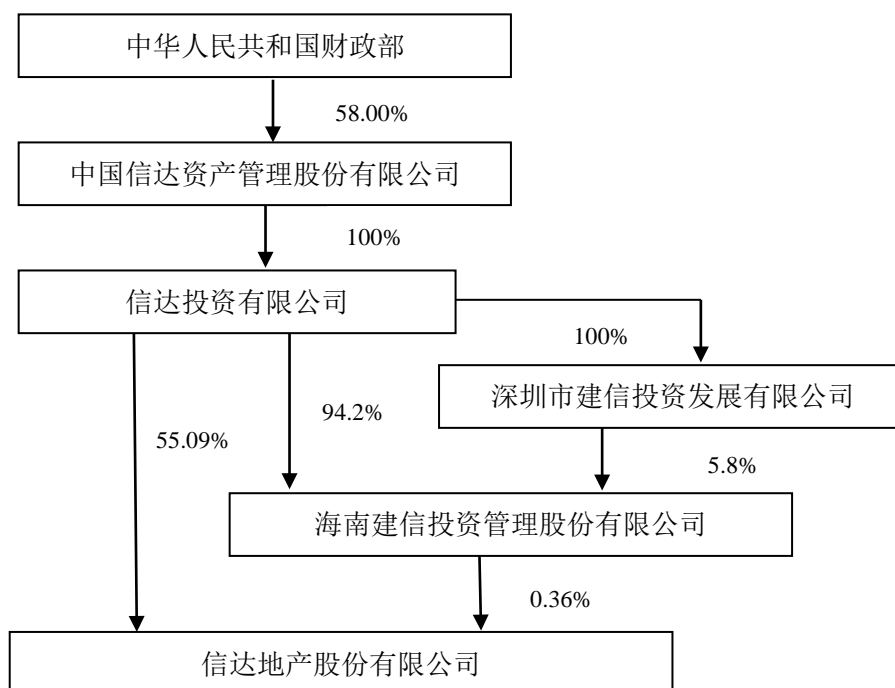 中华人民共和国财政部
58.00%
中国信达资产管理股份有限公司
100%
信达投资有限公司
100%
深圳市建信投资发展有限公司
94.2%
55.09%
5.8%
海南建信投资管理股份有限公司
0.36%
信达地产股份有限公司